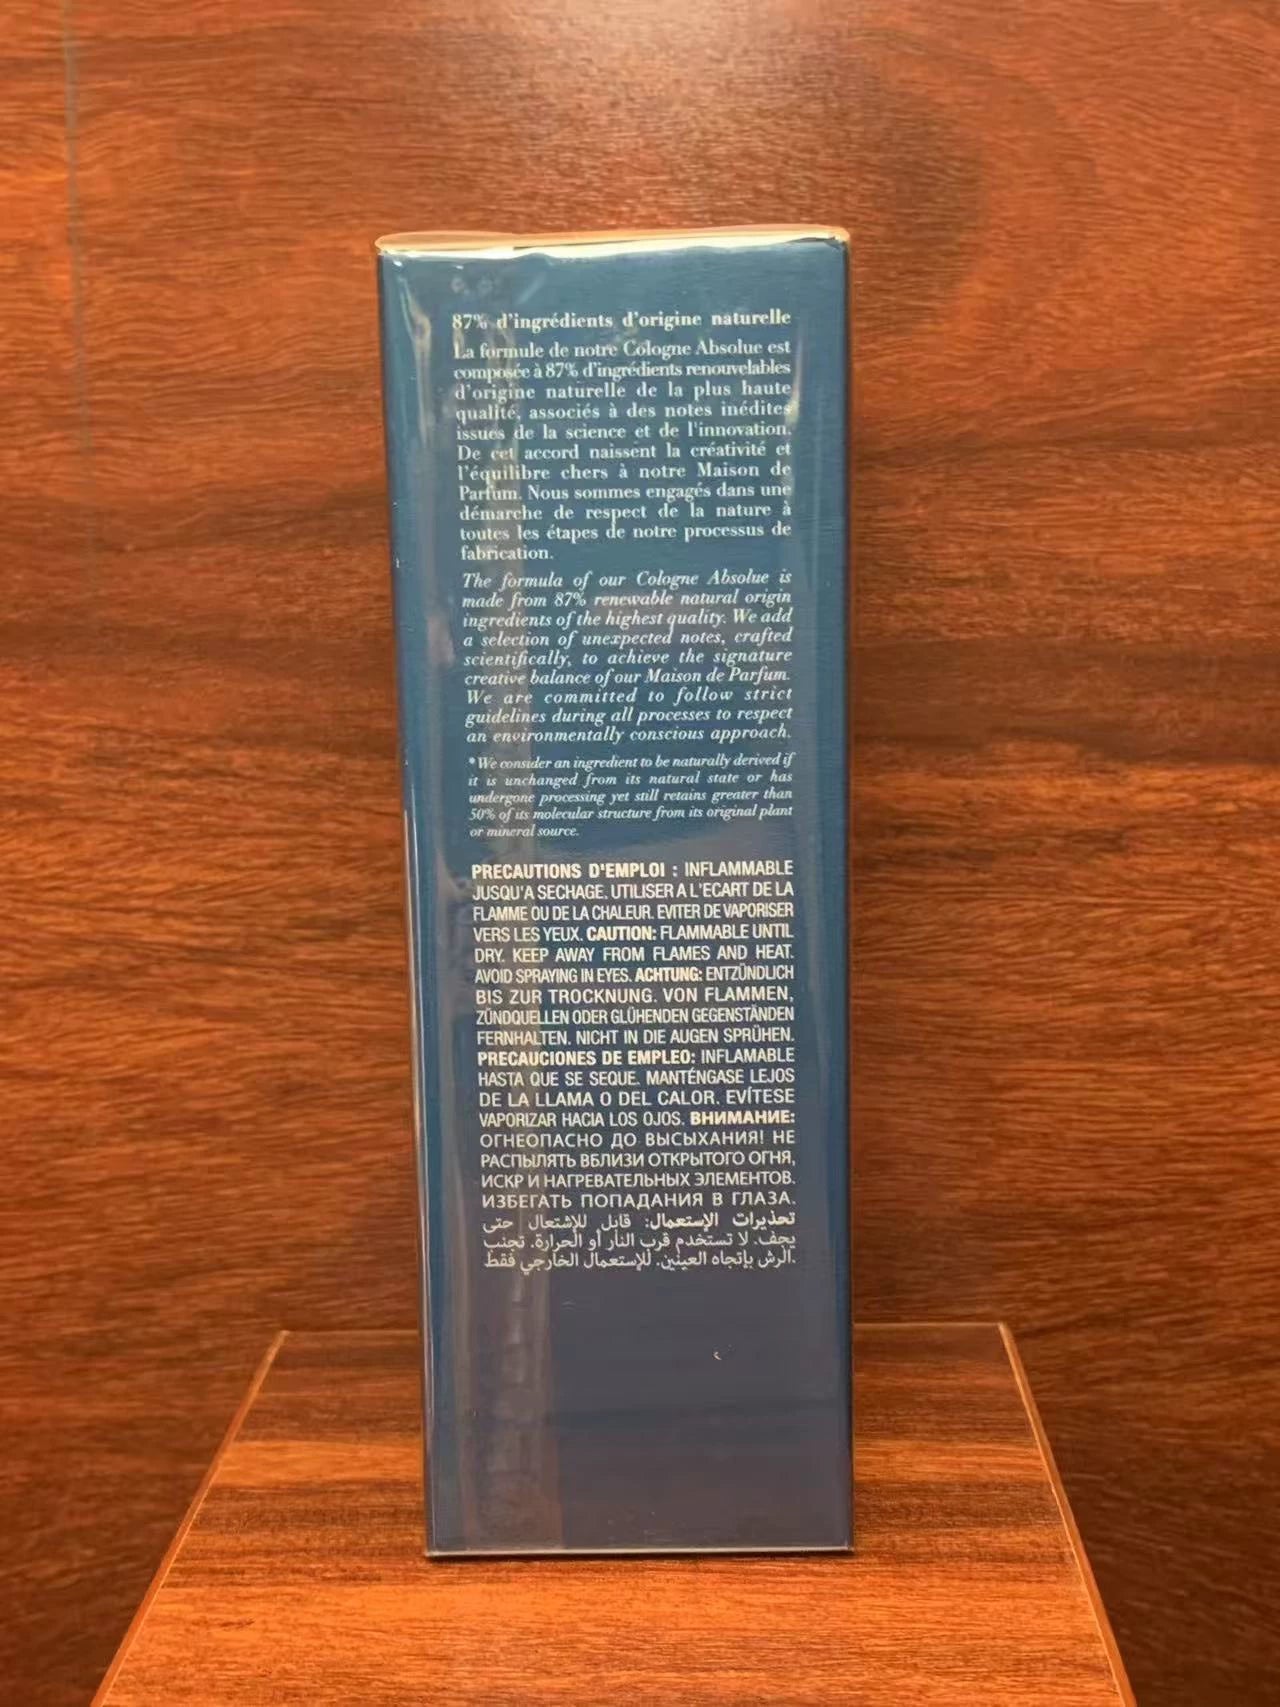 87% d'ingrédients d'origine naturelle
La formule de notre Cologne Absolue est
composée à 87% d'ingrédients renouvelables
d'origine naturelle de la plus haute
qualité, associés à des notes inédites
issues de la science et de l'innovation.
De cet accord naissent la créativité et
l'équilibre chers à notre Maison de
Parfum. Nous sommes engagés dans une
démarche de respect de la nature à
toutes les étapes de notre processus de
fabrication.
The formula of our Cologne Absolue is
made from 87% renewable natural origin
ingredients of the highest quality. We add
a selection of unexpected notes, crafted
scientifically, to achieve the signature
creative balance of our Maison de Parfum.
We are committed to follow strict
guidelines during all processes to respect
an environmentally conscious approach.
*We consider an ingredient to be naturally derived if
it is unchanged from its natural state or has
undergone processing yet still retains greater than
50% of its molecular structure from its original plant
or mineral source.
PRECAUTIONS D'EMPLOI : INFLAMMABLE
JUSQU'A SECHAGE. UTILISER A L'ECART DE LA
FLAMME OU DE LA CHALEUR. EVITER DE VAPORISER
VERS LES YEUX. CAUTION: FLAMMABLE UNTIL
DRY. KEEP AWAY FROM FLAMES AND HEAT.
AVOID SPRAYING IN EYES. ACHTUNG: ENTZÜNDLICH
BIS ZUR TROCKNUNG. VON FLAMMEN,
ZÜNDQUELLEN ODER GLÜHENDEN GEGENSTÄNDEN
FERNHALTEN. NICHT IN DIE AUGEN SPRÜHEN.
PRECAUCIONES DE EMPLEO: INFLAMABLE
HASTA QUE SE SEQUE. MANTÉNGASE LEJOS
DE LA LLAMA O DEL CALOR. EVÍTESE
VAPORIZAR HACIA LOS OJOS. ВНИМАНИЕ:
ОГНЕОПАСНО ДО ВЫСЫХАНИЯ! НЕ
РАСПЫЛЯТЬ ВБЛИЗИ ОТКРЫТОГО ОГНЯ,
ИСКР И НАГРЕВАТЕЛЬНЫХ ЭЛЕМЕНТОВ.
ИЗБЕГАТЬ ПОПАДАНИЯ В ГЛАЗА.
تحذيرات الإستعمال: قابل للإشتعال حتى
يجف. لا تستخدم قرب النار أو الحرارة. تجنب
الرش بإتجاه العينين. للإستعمال الخارجي فقط.